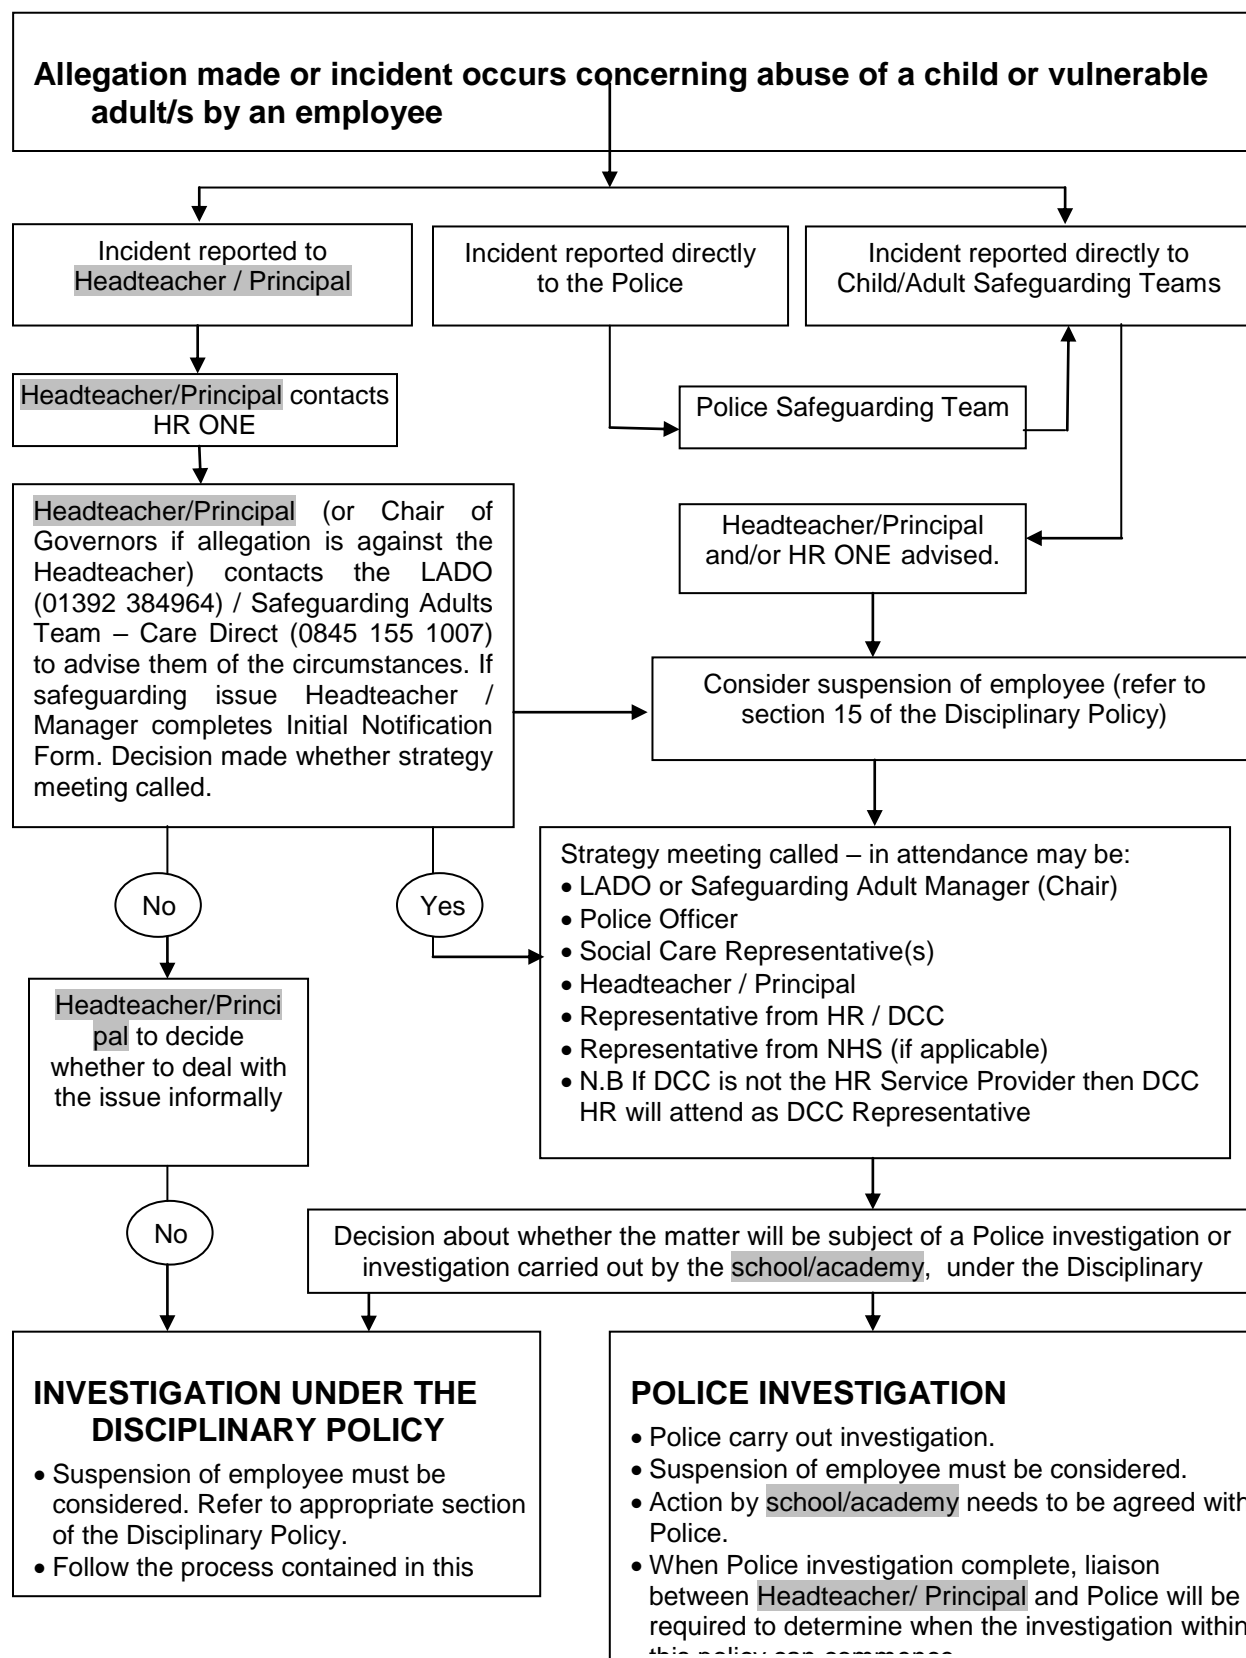 Allegation made or incident occurs concerning abuse of a child or vulnerable
adult/s by an employee
Incident reported to
Headteacher / Principal
Incident reported directly
to the Police
Incident reported directly to
Child/Adult Safeguarding Teams
Headteacher/Principal contacts
HR ONE
Police Safeguarding Team
Headteacher/Principal (or Chair of
Governors if allegation is against the
Headteacher) contacts the LADO
(01392 384964) / Safeguarding Adults
Team – Care Direct (0845 155 1007)
to advise them of the circumstances. If
safeguarding issue Headteacher /
Manager completes Initial Notification
Form. Decision made whether strategy
meeting called.
Headteacher/Principal
and/or HR ONE advised.
Consider suspension of employee (refer to
section 15 of the Disciplinary Policy)
No
Yes
Strategy meeting called – in attendance may be:
• LADO or Safeguarding Adult Manager (Chair)
• Police Officer
• Social Care Representative(s)
• Headteacher / Principal
• Representative from HR / DCC
• Representative from NHS (if applicable)
• N.B If DCC is not the HR Service Provider then DCC
HR will attend as DCC Representative
Headteacher/Princi
pal to decide
whether to deal with
the issue informally
No
Decision about whether the matter will be subject of a Police investigation or
investigation carried out by the school/academy, under the Disciplinary
INVESTIGATION UNDER THE
DISCIPLINARY POLICY
• Suspension of employee must be
considered. Refer to appropriate section
of the Disciplinary Policy.
• Follow the process contained in this
POLICE INVESTIGATION
• Police carry out investigation.
• Suspension of employee must be considered.
• Action by school/academy needs to be agreed with
Police.
• When Police investigation complete, liaison
between Headteacher/ Principal and Police will be
required to determine when the investigation within
this policy can commence